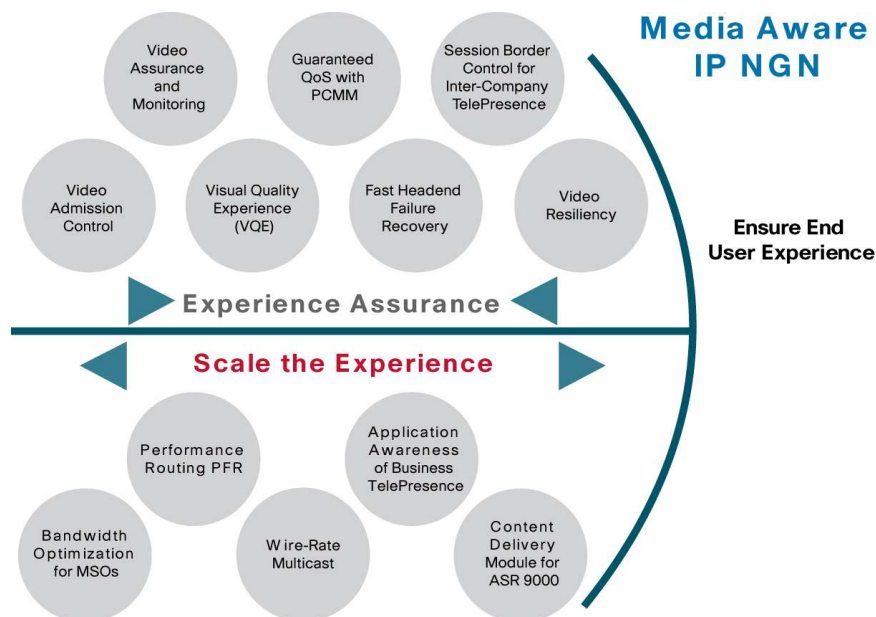 Media Aware
IP NGN
Video
Assurance
and
Monitoring
Guaranteed
QoS with
PCMM
Session Border
Control for
Inter-Company
TelePresence
Video
Admission
Control
Visual Quality
Experience
(VQE)
Fast Headend
Failure
Recovery
Video
Resiliency
Ensure End
User Experience
Experience Assurance
Scale the Experience
Performance
Routing PFR
Application
Awareness
of Business
TelePresence
Bandwidth
Optimization
for MSOs
Wire-Rate
Multicast
Content
Delivery
Module for
ASR 9000